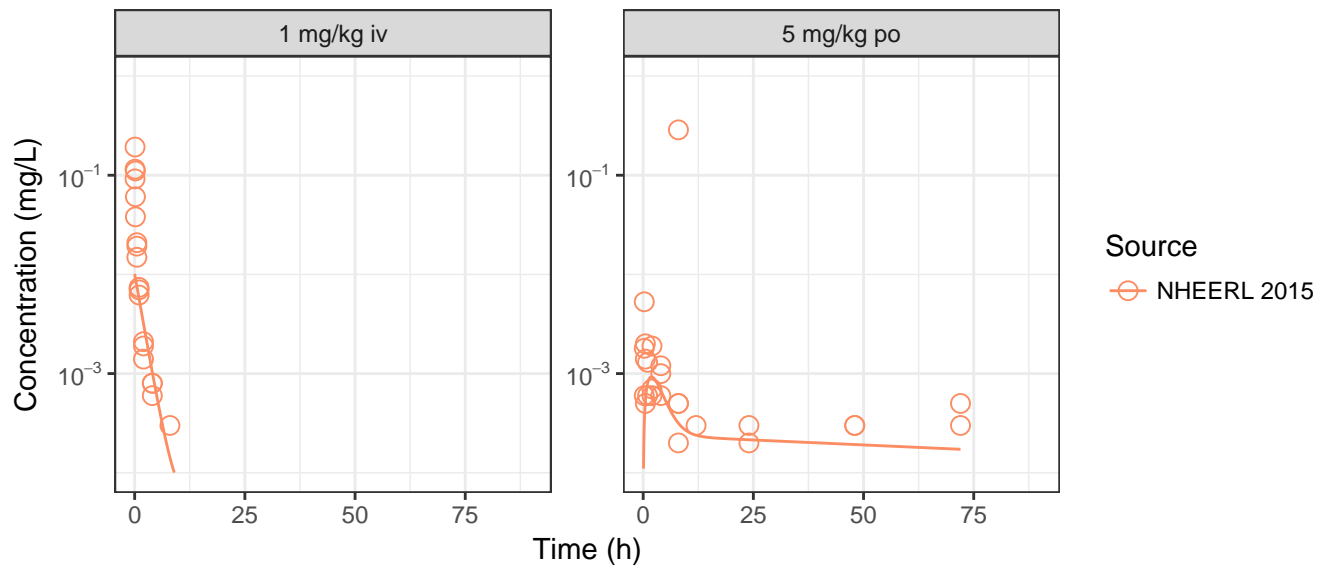 1 mg/kg iv
5 mg/kg po
Concentration (mg/L)
10⁻¹
10⁻³
10⁻¹
10⁻³
0 25 50 75
0 25 50 75
Time (h)
Source
NHEERL 2015